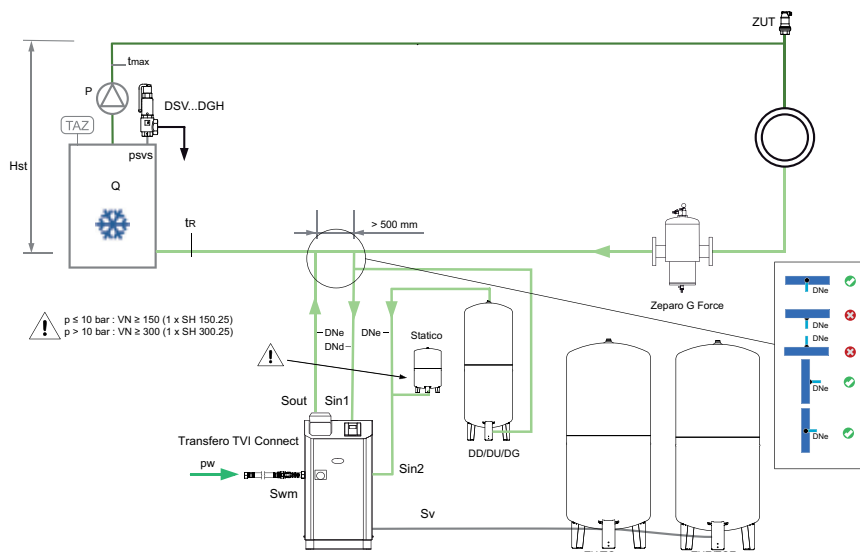 ZUT
tmax
P
DSV...DGH
TAZ
psvs
Hst
Q
tR
> 500 mm
Zeparo G Force
DNe
DNe
DNe
DNe
DNe
p ≤ 10 bar : VN ≥ 150 (1 x SH 150.25)
p > 10 bar : VN ≥ 300 (1 x SH 300.25)
DNe
DNd
DNe
Statico
Sout
Sin1
Transfero TVI Connect
DD/DU/DG
pw
Sin2
Swm
Sv